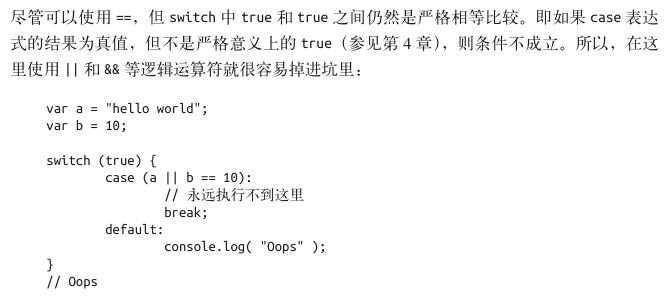 尽管可以使用 ==，但 switch 中 true 和 true 之间仍然是严格相等比较。即如果 case 表达
式的结果为真值，但不是严格意义上的 true（参见第 4 章），则条件不成立。所以，在这
里使用 || 和 && 等逻辑运算符就很容易掉进坑里：
var a = "hello world";
var b = 10;
switch (true) {
case (a || b == 10):
// 永远执行不到这里
break;
default:
console.log( "Oops" );
}
// Oops